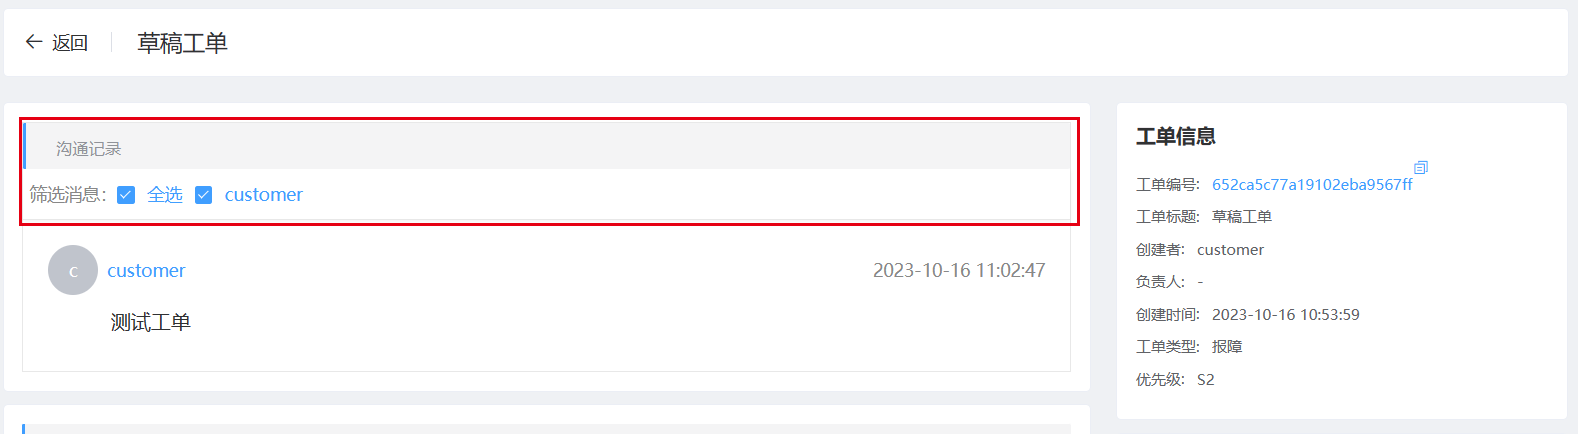 返回
草稿工单
沟通记录
筛选消息: 全选 customer
c
customer
2023-10-16 11:02:47
测试工单
工单信息
工单编号: 652ca5c77a19102eba9567ff
工单标题: 草稿工单
创建者: customer
负责人: -
创建时间: 2023-10-16 10:53:59
工单类型: 报障
优先级: S2